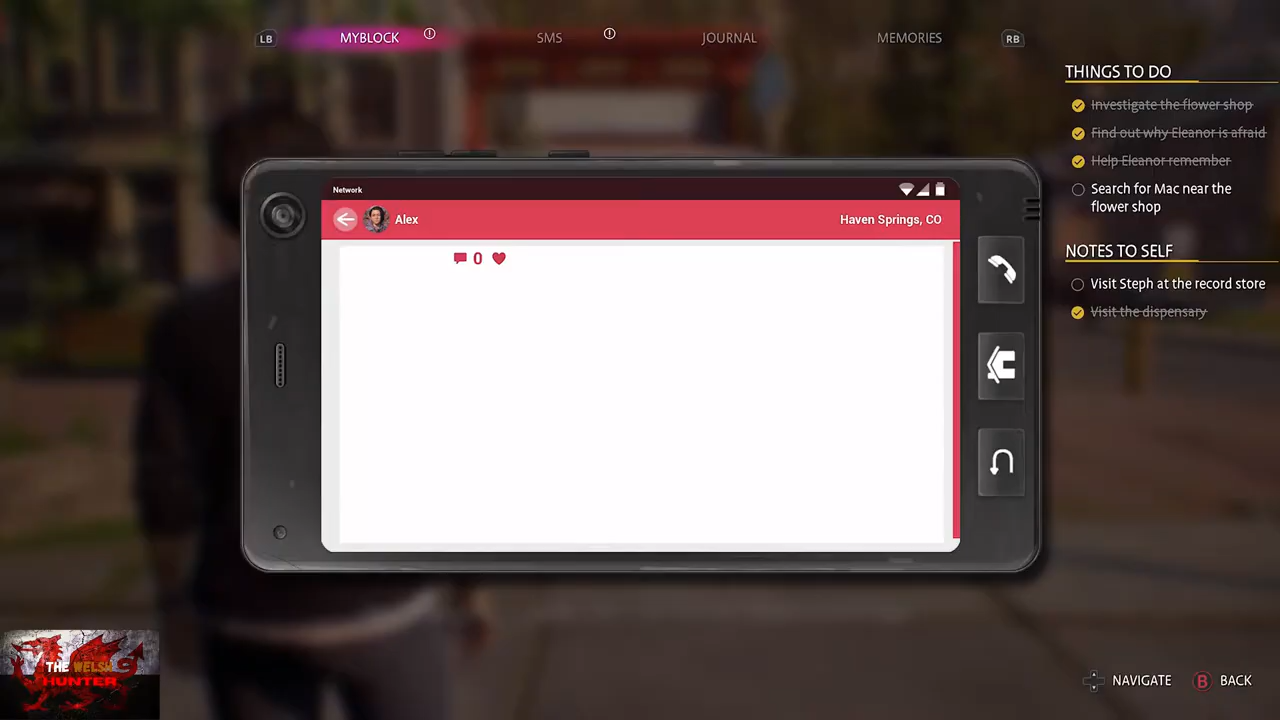 LB
MYBLOCK
SMS
JOURNAL
MEMORIES
RB
THINGS TO DO
Investigate the flower shop
Find out why Eleanor is afraid
Help Eleanor remember
Search for Mac near the
flower shop
NOTES TO SELF
Visit Steph at the record store
Visit the dispensary
Network
Alex
Haven Springs, CO
0
THE WELSH
HUNTER
NAVIGATE
B BACK